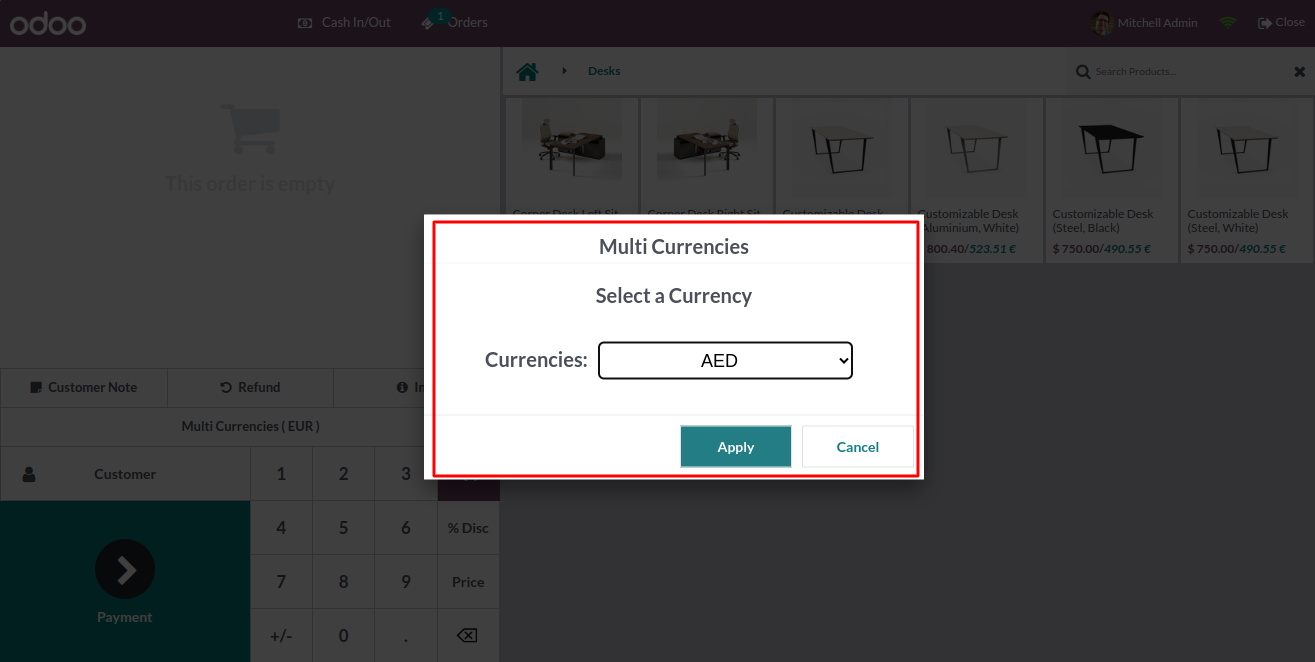 odoo
Cash In/Out
1
Orders
Mitchell Admin
Close
Desks
Search Products...
This order is empty
Corner Desk Left Sit
Corner Desk Right Sit
Customizable Desk
Customizable Desk
(Aluminium, White)
800.40/523.51 €
Customizable Desk
(Steel, Black)
$ 750.00/490.55 €
Customizable Desk
(Steel, White)
$ 750.00/490.55 €
Multi Currencies
Select a Currency
Currencies:
AED
Apply
Cancel
Customer Note
Refund
In
Multi Currencies ( EUR )
Customer
1
2
3
4
5
6
% Disc
7
8
9
Price
+/-
0
.
Payment